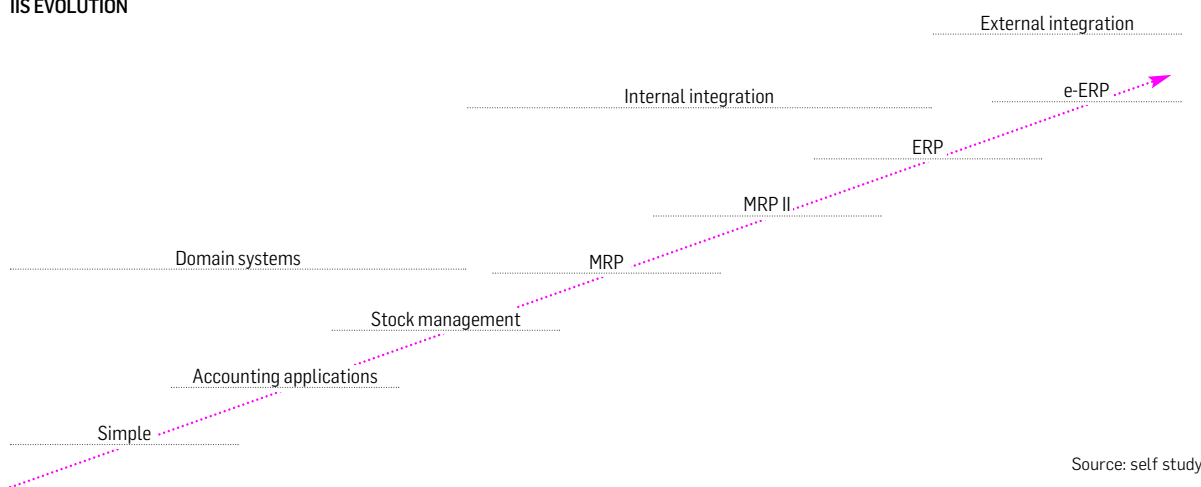 IIS EVOLUTION
External integration
e-ERP
Internal integration
ERP
MRP II
Domain systems
MRP
Stock management
Accounting applications
Simple
Source: self study